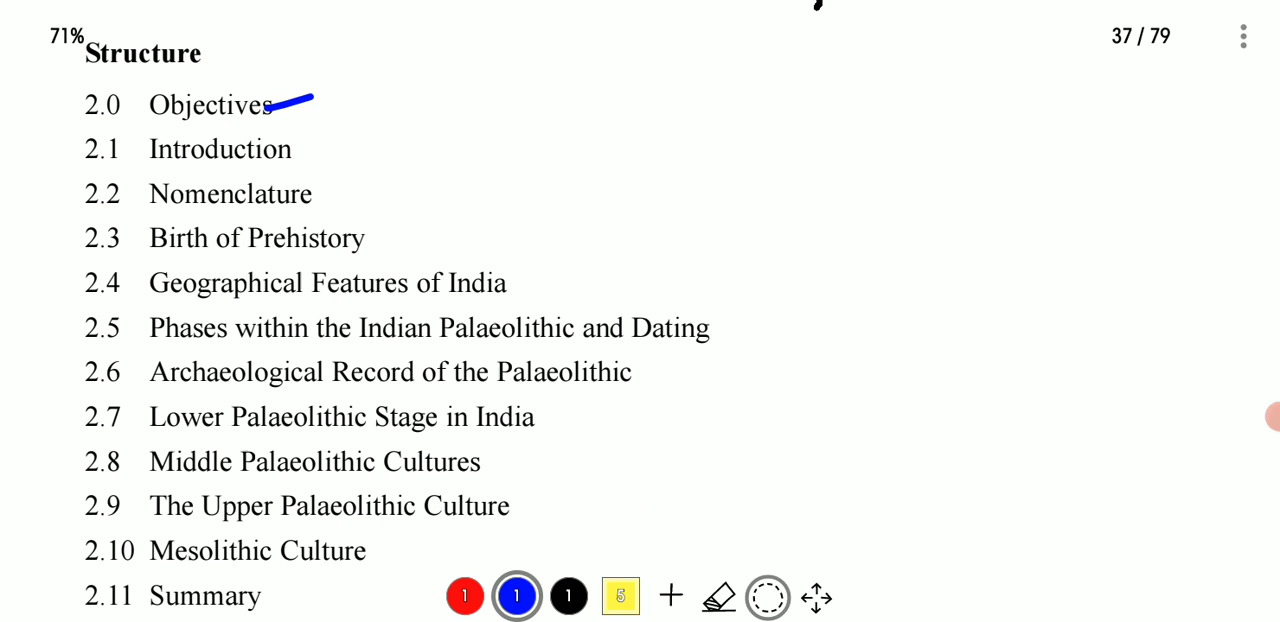 71%
37 / 79
Structure
2.0 Objectives
2.1 Introduction
2.2 Nomenclature
2.3 Birth of Prehistory
2.4 Geographical Features of India
2.5 Phases within the Indian Palaeolithic and Dating
2.6 Archaeological Record of the Palaeolithic
2.7 Lower Palaeolithic Stage in India
2.8 Middle Palaeolithic Cultures
2.9 The Upper Palaeolithic Culture
2.10 Mesolithic Culture
2.11 Summary
1 1 1 5